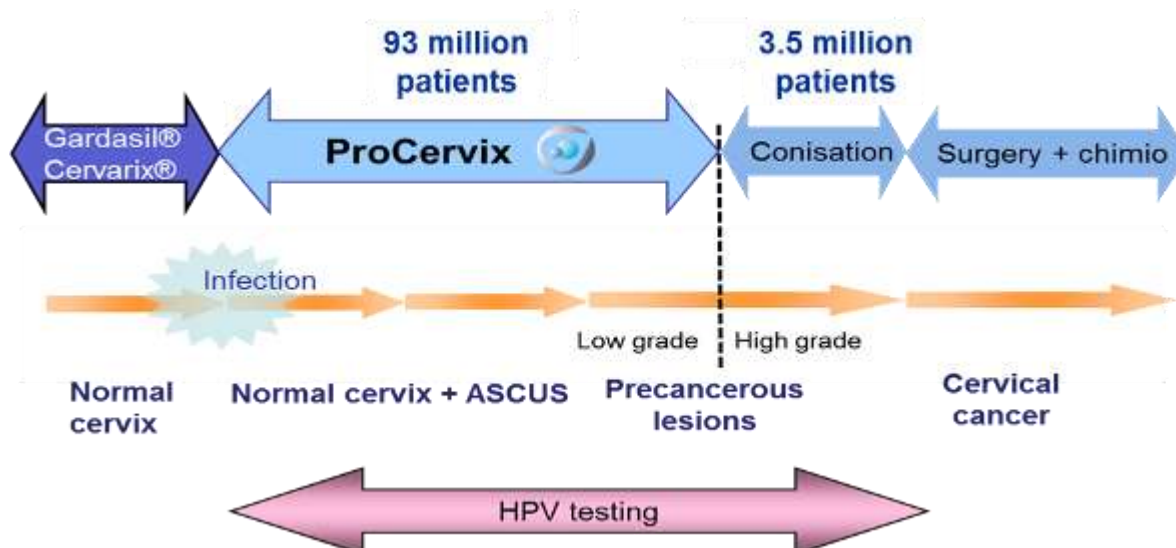 93 million
patients
3.5 million
patients
Gardasil®
Cervarix®
ProCervix
Conisation
Surgery + chimio
Infection
Low grade
High grade
Normal
cervix
Normal cervix + ASCUS
Precancerous
lesions
Cervical
cancer
HPV testing